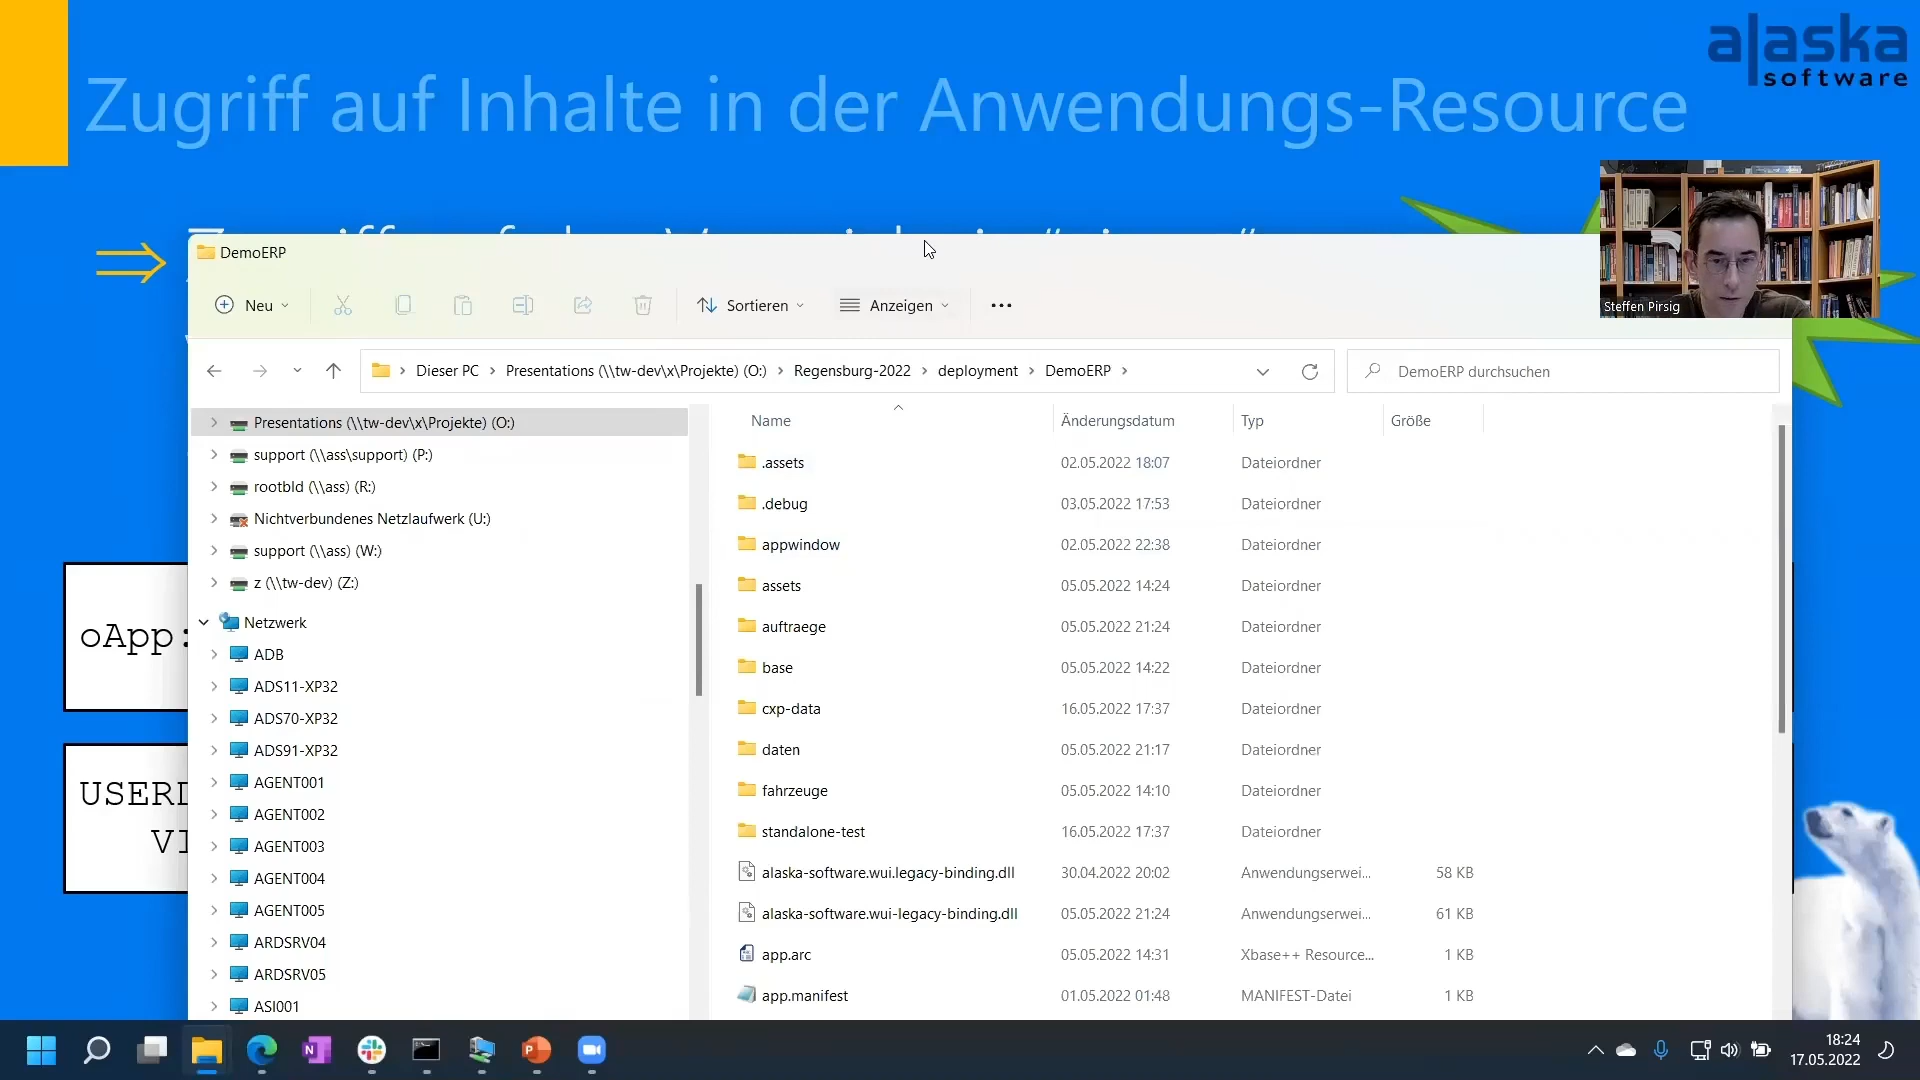 alaska
software
Zugriff auf Inhalte in der Anwendungs-Resource
DemoERP
Neu
Sortieren
Anzeigen
Steffen Pirsig
Dieser PC
Presentations (\\tw-dev\x\Projekte) (O:)
Regensburg-2022
deployment
DemoERP
DemoERP durchsuchen
Presentations (\\tw-dev\x\Projekte) (O:)
support (\\ass\support) (P:)
rootbld (\\ass) (R:)
Nichtverbundenes Netzlaufwerk (U:)
support (\\ass) (W:)
z (\\tw-dev) (Z:)
Netzwerk
ADB
ADS11-XP32
ADS70-XP32
ADS91-XP32
AGENT001
AGENT002
AGENT003
AGENT004
AGENT005
ARDSRV04
ARDSRV05
ASI001
Name Änderungsdatum Typ Größe
.assets 02.05.2022 18:07 Dateiordner
.debug 03.05.2022 17:53 Dateiordner
appwindow 02.05.2022 22:38 Dateiordner
assets 05.05.2022 14:24 Dateiordner
auftraege 05.05.2022 21:24 Dateiordner
base 05.05.2022 14:22 Dateiordner
cxp-data 16.05.2022 17:37 Dateiordner
daten 05.05.2022 21:17 Dateiordner
fahrzeuge 05.05.2022 14:10 Dateiordner
standalone-test 16.05.2022 17:37 Dateiordner
alaska-software.wui.legacy-binding.dll 30.04.2022 20:02 Anwendungserwei... 58 KB
alaska-software.wui-legacy-binding.dll 05.05.2022 21:24 Anwendungserwei... 61 KB
app.arc 05.05.2022 14:31 Xbase++ Resource... 1 KB
app.manifest 01.05.2022 01:48 MANIFEST-Datei 1 KB
oApp:
18:24
17.05.2022